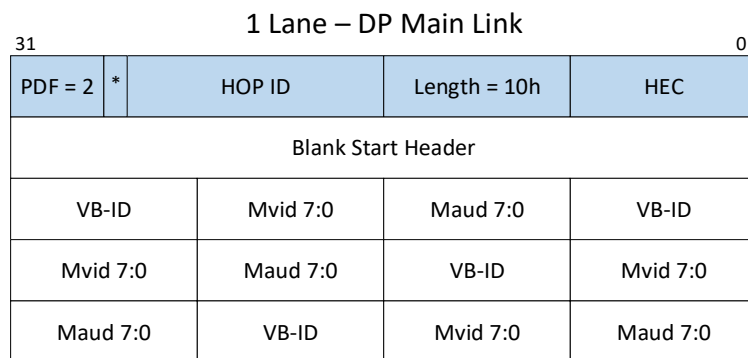 1 Lane – DP Main Link
31 0
PDF = 2 * HOP ID Length = 10h HEC
Blank Start Header
VB-ID Mvid 7:0 Maud 7:0 VB-ID
Mvid 7:0 Maud 7:0 VB-ID Mvid 7:0
Maud 7:0 VB-ID Mvid 7:0 Maud 7:0